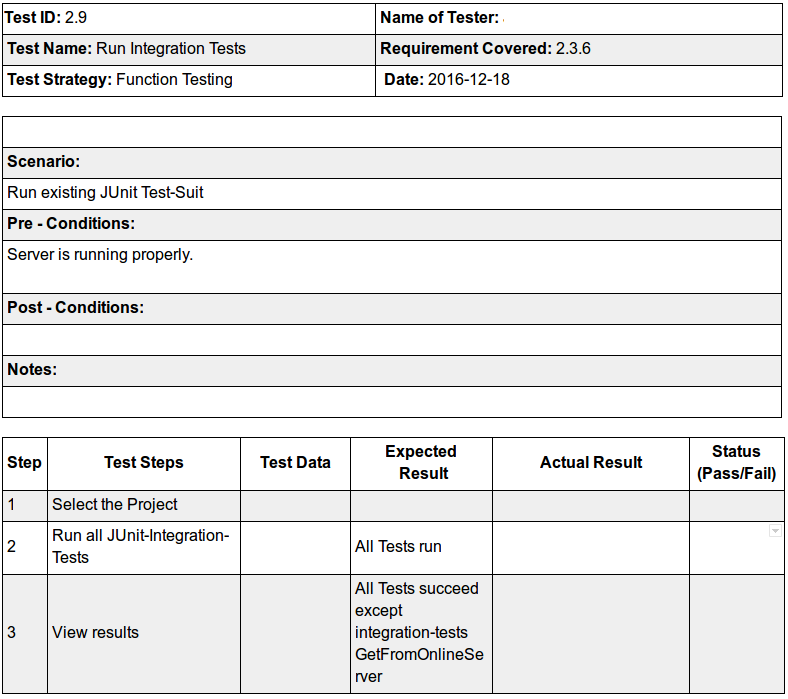 Test ID: 2.9
Name of Tester:
Test Name: Run Integration Tests
Requirement Covered: 2.3.6
Test Strategy: Function Testing
Date: 2016-12-18
Scenario:
Run existing JUnit Test-Suit
Pre - Conditions:
Server is running properly.
Post - Conditions:
Notes:
Step
Test Steps
Test Data
Expected
Result
Actual Result
Status
(Pass/Fail)
1
Select the Project
2
Run all JUnit-Integration-
Tests
All Tests run
3
View results
All Tests succeed
except
integration-tests
GetFromOnlineSe
rver